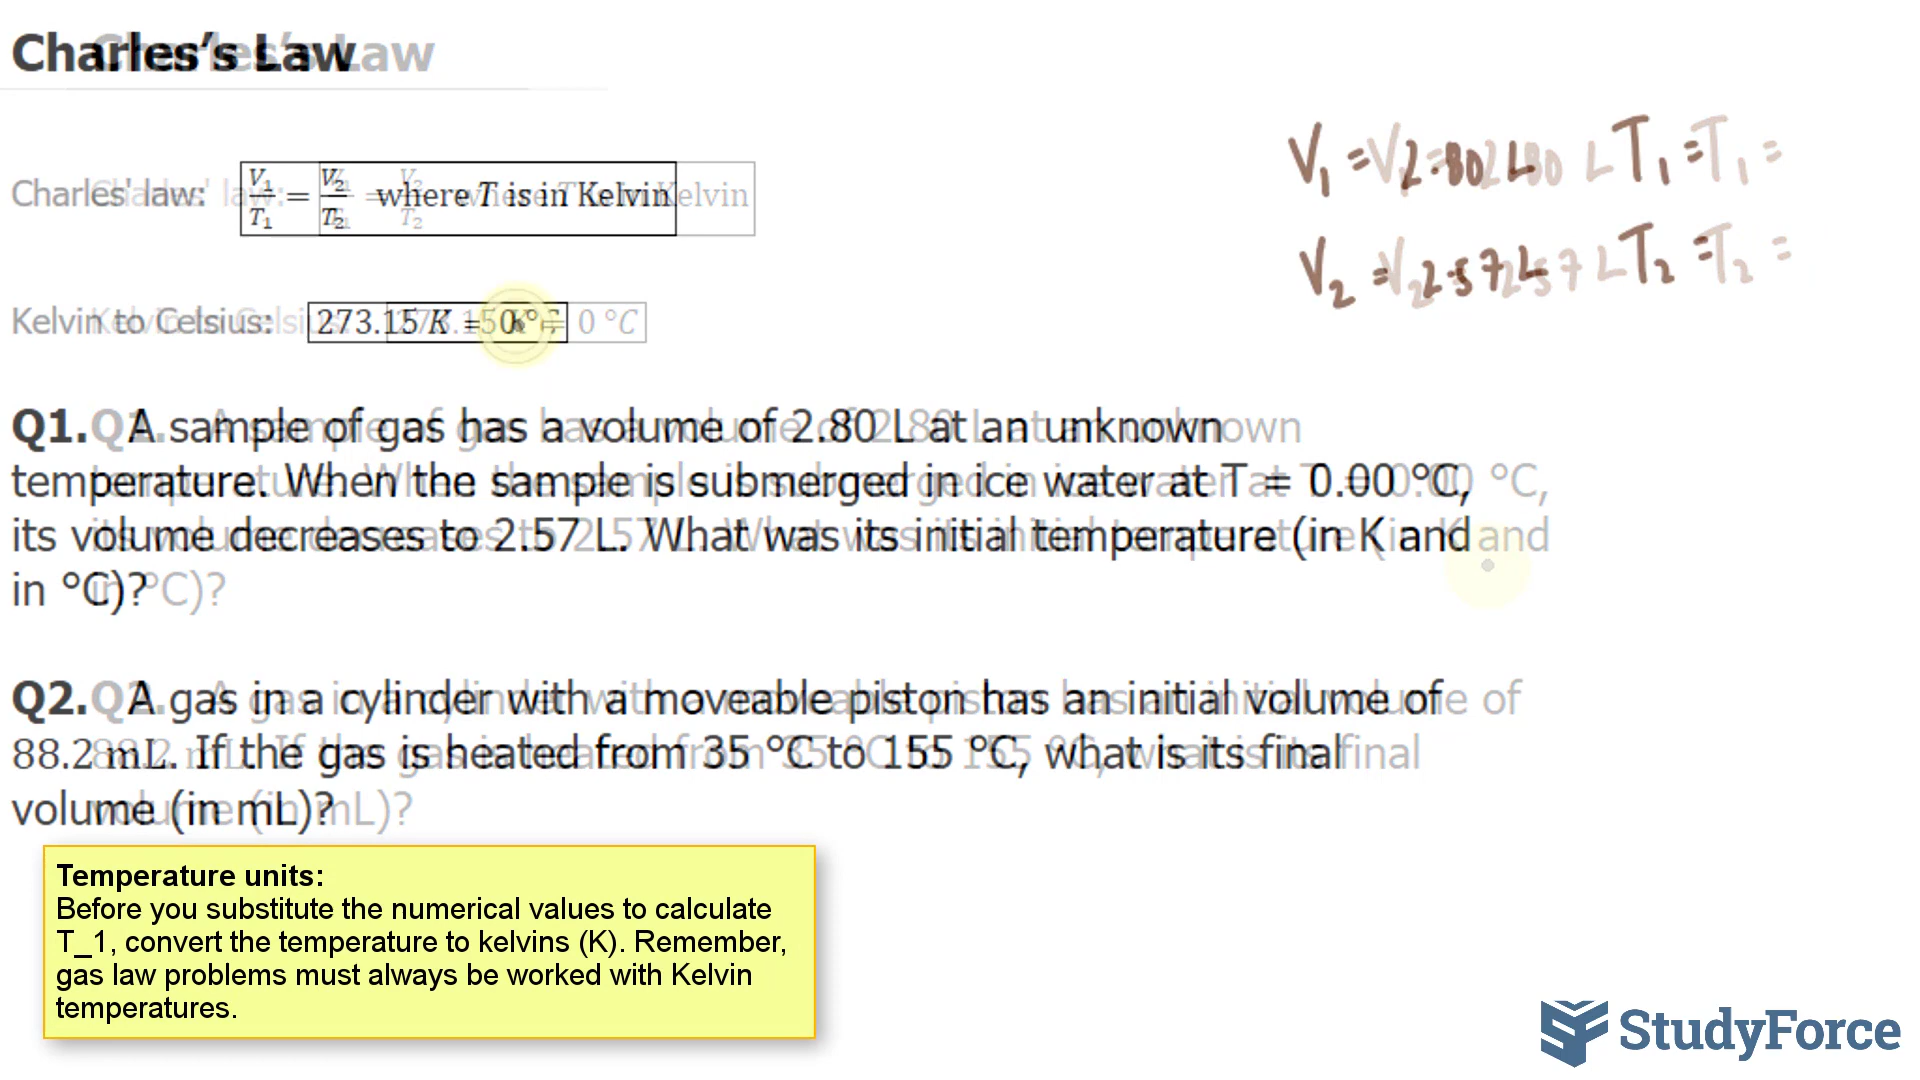 Charles’s Law
Charles' law: V₁/T₁ = V₂/T₂ where T is in Kelvin
V₁ = 2.80 L T₁ =
V₂ = 2.57 L T₂ =
Kelvin to Celsius: 273.15 K = 0 °C
Q1. A sample of gas has a volume of 2.80 L at an unknown
temperature. When the sample is submerged in ice water at T = 0.00 °C,
its volume decreases to 2.57 L. What was its initial temperature (in K and
in °C)?
Q2. A gas in a cylinder with a moveable piston has an initial volume of
88.2 mL. If the gas is heated from 35 °C to 155 °C, what is its final
volume (in mL)?
Temperature units:
Before you substitute the numerical values to calculate
T_1, convert the temperature to kelvins (K). Remember,
gas law problems must always be worked with Kelvin
temperatures.
StudyForce